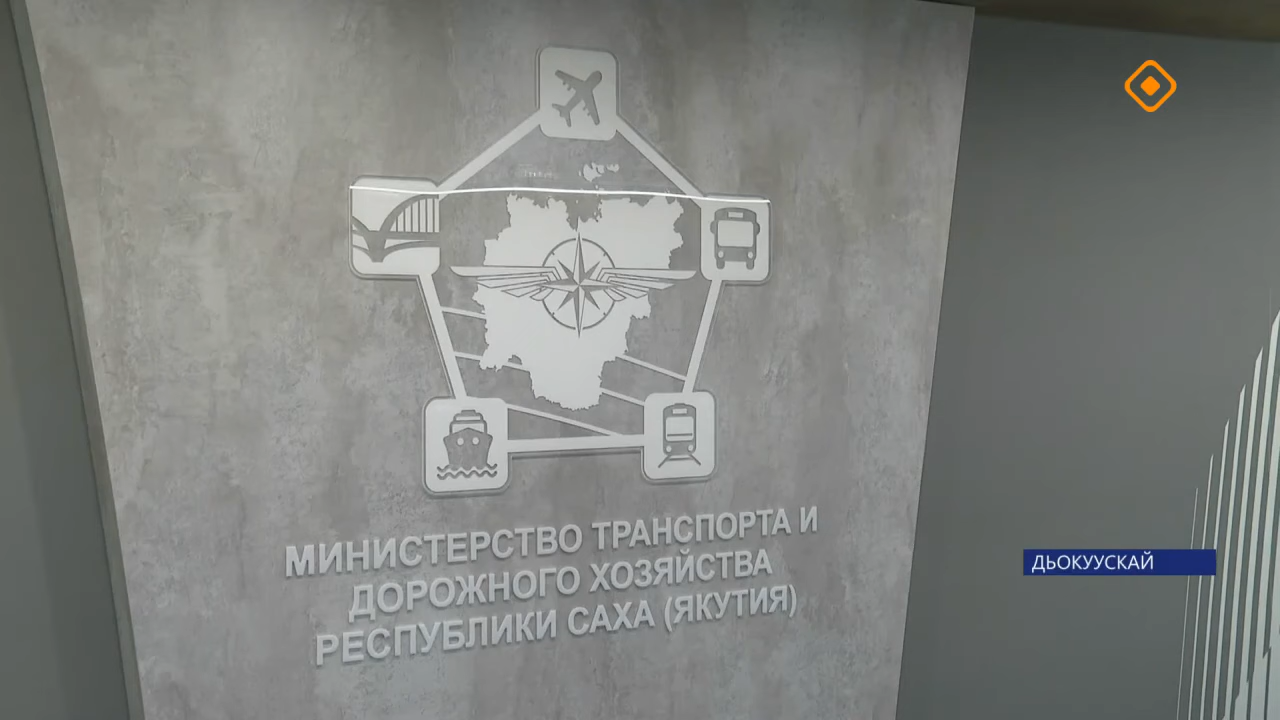 МИНИСТЕРСТВО ТРАНСПОРТА И
ДОРОЖНОГО ХОЗЯЙСТВА
РЕСПУБЛИКИ САХА (ЯКУТИЯ)
ДЬОКУУСКАЙ